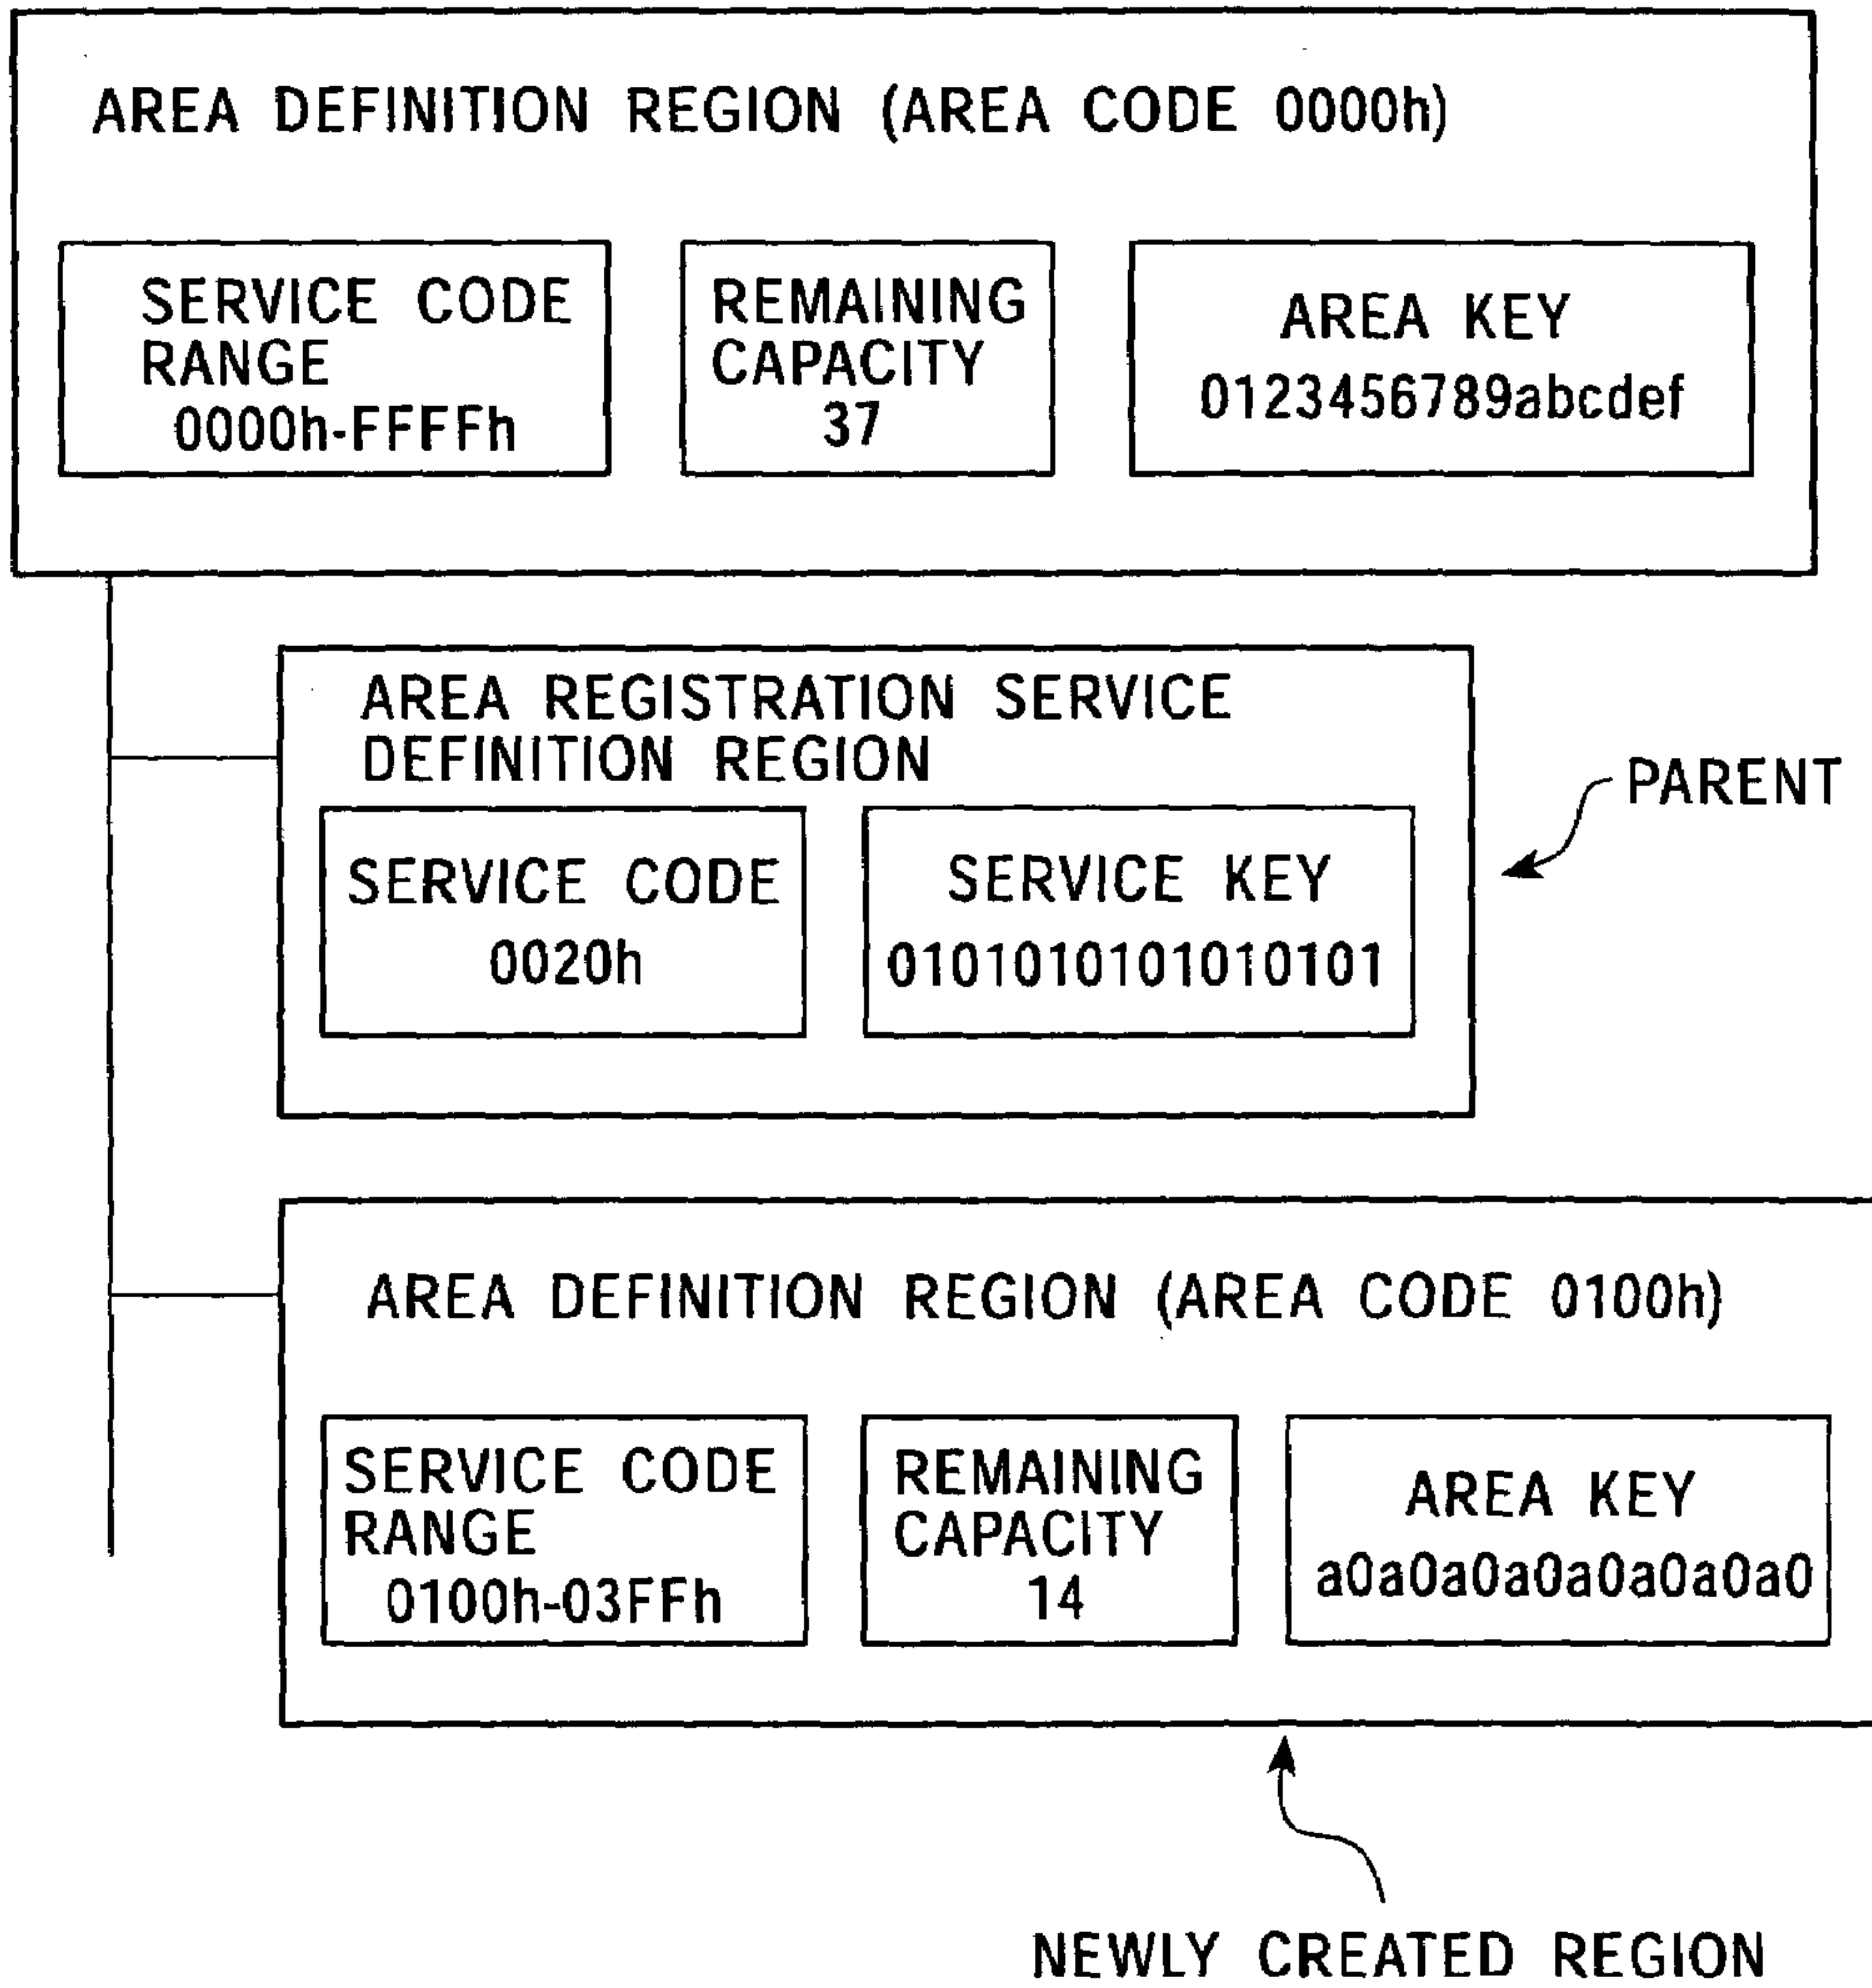 AREA DEFINITION REGION (AREA CODE 0000h)
SERVICE CODE
RANGE
0000h-FFFFh
REMAINING
CAPACITY
37
AREA KEY
0123456789abcdef
AREA REGISTRATION SERVICE
DEFINITION REGION
SERVICE CODE
0020h
SERVICE KEY
0101010101010101
PARENT
AREA DEFINITION REGION (AREA CODE 0100h)
SERVICE CODE
RANGE
0100h-03FFh
REMAINING
CAPACITY
14
AREA KEY
a0a0a0a0a0a0a0a0
NEWLY CREATED REGION